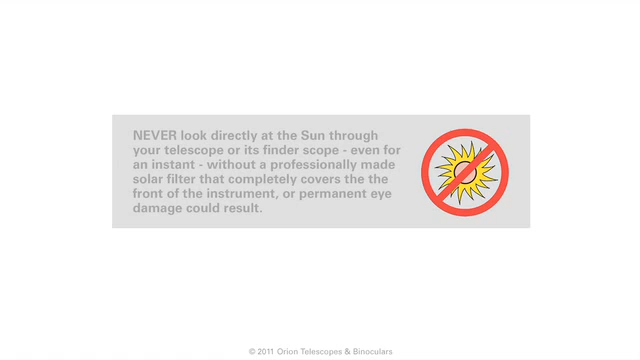 NEVER look directly at the Sun through
your telescope or its finder scope - even for
an instant - without a professionally made
solar filter that completely covers the the
front of the instrument, or permanent eye
damage could result.
© 2011 Orion Telescopes & Binoculars